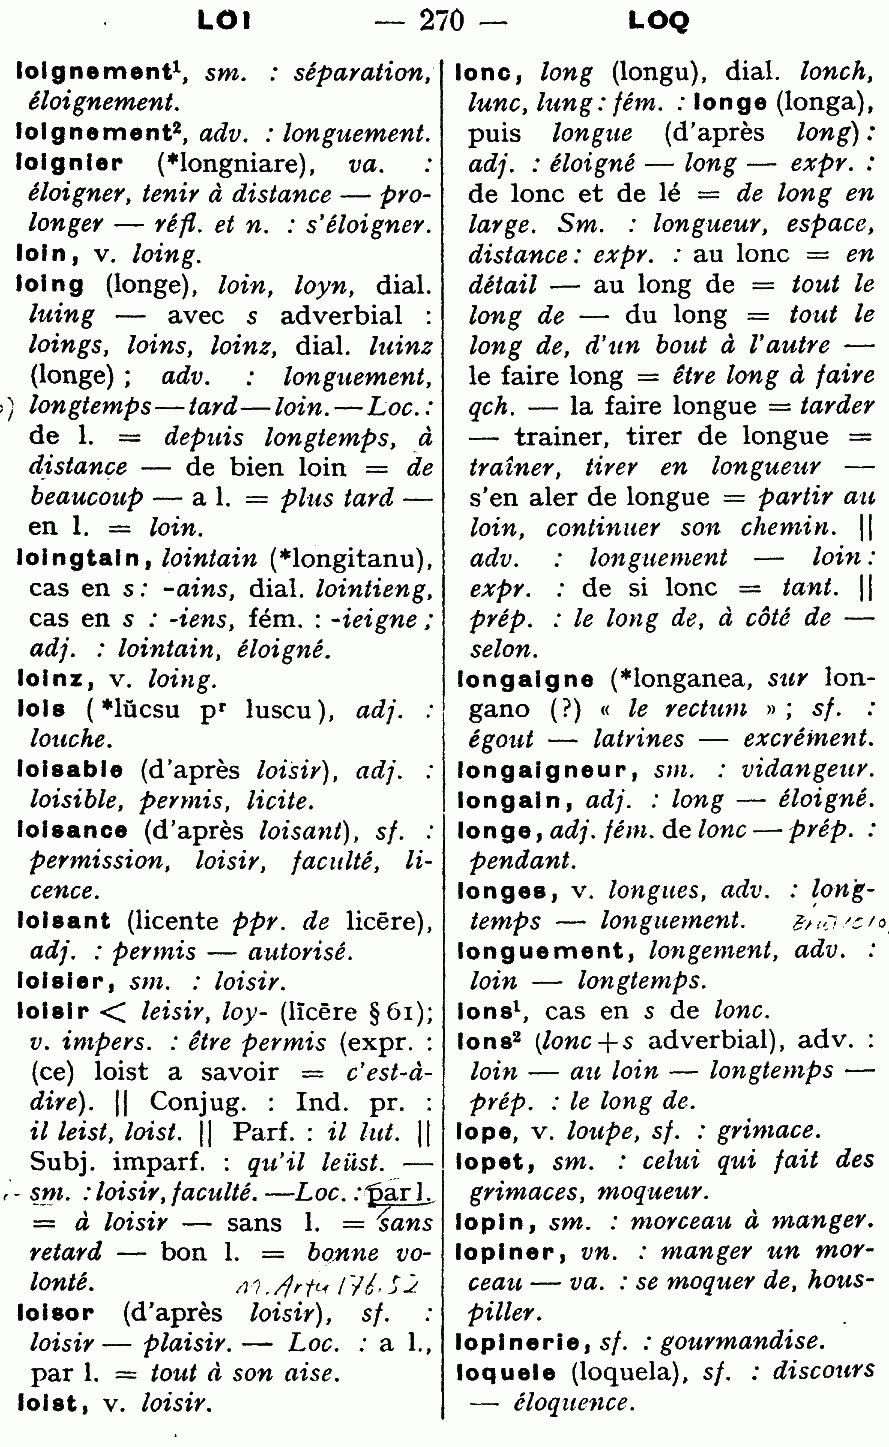 LOI — 270 — LOQ
loignement¹, sm. : séparation,
éloignement.
loignement², adv. : longuement.
loignier (*longniare), va. :
éloigner, tenir à distance — pro-
longer — réfl. et n. : s'éloigner.
loin, v. loing.
loing (longe), loin, loyn, dial.
luing — avec s adverbial :
loings, loins, loinz, dial. luinz
(longe) ; adv. : longuement,
longtemps—tard—loin.—Loc. :
de l. = depuis longtemps, à
distance — de bien loin = de
beaucoup — a l. = plus tard —
en l. = loin.
loingtain, lointain (*longitanu),
cas en s : -ains, dial. lointieng,
cas en s : -iens, fém. : -ieigne ;
adj. : lointain, éloigné.
loinz, v. loing.
lois (*lŭcsu pʳ luscu), adj. :
louche.
loisable (d'après loisir), adj. :
loisible, permis, licite.
loisance (d'après loisant), sf. :
permission, loisir, faculté, li-
cence.
loisant (licente ppr. de licēre),
adj. : permis — autorisé.
loisier, sm. : loisir.
loisir < leisir, loy- (lĭcēre § 61);
v. impers. : être permis (expr. :
(ce) loist a savoir = c'est-à-
dire). || Conjug. : Ind. pr. :
il leist, loist. || Parf. : il lut. ||
Subj. imparf. : qu'il leüst. —
sm. : loisir, faculté. —Loc. : par l.
= à loisir — sans l. = sans
retard — bon l. = bonne vo-
lonté.
loisor (d'après loisir), sf. :
loisir — plaisir. — Loc. : a l.,
par l. = tout à son aise.
loist, v. loisir.
lonc, long (longu), dial. lonch,
lunc, lung : fém. : longe (longa),
puis longue (d'après long) :
adj. : éloigné — long — expr. :
de lonc et de lé = de long en
large. Sm. : longueur, espace,
distance : expr. : au lonc = en
détail — au long de = tout le
long de — du long = tout le
long de, d'un bout à l'autre —
le faire long = être long à faire
qch. — la faire longue = tarder
— trainer, tirer de longue =
traîner, tirer en longueur —
s'en aler de longue = partir au
loin, continuer son chemin. ||
adv. : longuement — loin :
expr. : de si lonc = tant. ||
prép. : le long de, à côté de —
selon.
longaigne (*longanea, sur lon-
gano (?) « le rectum » ; sf. :
égout — latrines — excrément.
longaigneur, sm. : vidangeur.
longain, adj. : long — éloigné.
longe, adj. fém. de lonc — prép. :
pendant.
longes, v. longues, adv. : long-
temps — longuement.
longuement, longement, adv. :
loin — longtemps.
lons¹, cas en s de lonc.
lons² (lonc+s adverbial), adv. :
loin — au loin — longtemps —
prép. : le long de.
lope, v. loupe, sf. : grimace.
lopet, sm. : celui qui fait des
grimaces, moqueur.
lopin, sm. : morceau à manger.
lopiner, vn. : manger un mor-
ceau — va. : se moquer de, hous-
piller.
lopinerie, sf. : gourmandise.
loquele (loquela), sf. : discours
— éloquence.